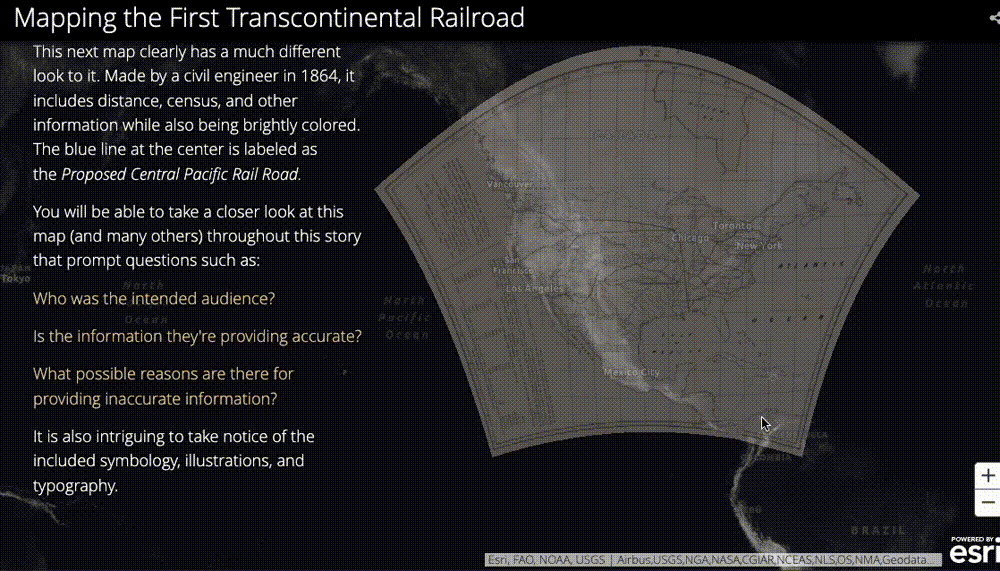 Mapping the First Transcontinental Railroad
This next map clearly has a much different
look to it. Made by a civil engineer in 1864, it
includes distance, census, and other
information while also being brightly colored.
The blue line at the center is labeled as
the Proposed Central Pacific Rail Road.
You will be able to take a closer look at this
map (and many others) throughout this story
that prompt questions such as:
Who was the intended audience?
Is the information they're providing accurate?
What possible reasons are there for
providing inaccurate information?
It is also intriguing to take notice of the
included symbology, illustrations, and
typography.
Tokyo
North
Ocean
North
Pacific
Ocean
Vancouver
San
Francisco
Los Angeles
Toronto
Chicago
New York
ATLANTIC
Mexico City
North
Atlantic
Ocean
COLOMBIA
BRAZIL
+
−
POWERED BY
esri
Esri, FAO, NOAA, USGS | Airbus,USGS,NGA,NASA,CGIAR,NCEAS,NLS,OS,NMA,Geodata...